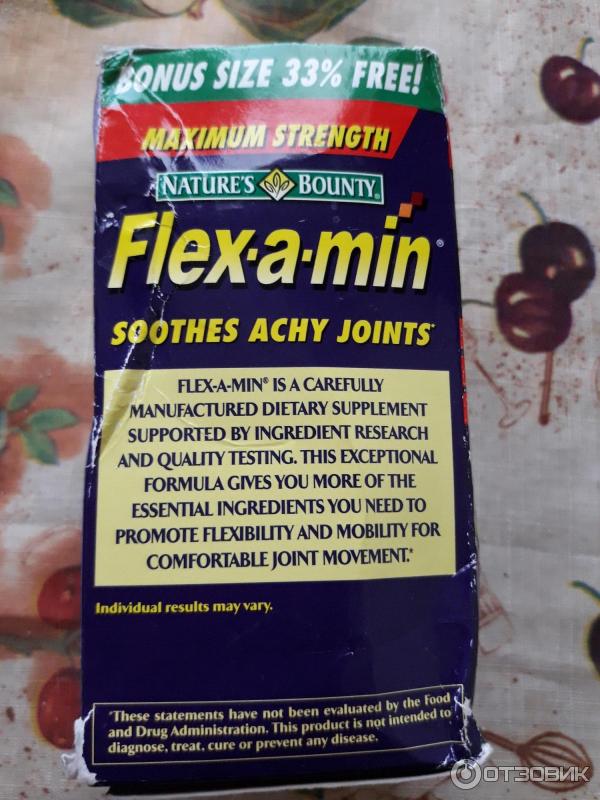 BONUS SIZE 33% FREE!
MAXIMUM STRENGTH
NATURE'S BOUNTY®
Flex·a·min®
SOOTHES ACHY JOINTS*
FLEX-A-MIN® IS A CAREFULLY
MANUFACTURED DIETARY SUPPLEMENT
SUPPORTED BY INGREDIENT RESEARCH
AND QUALITY TESTING. THIS EXCEPTIONAL
FORMULA GIVES YOU MORE OF THE
ESSENTIAL INGREDIENTS YOU NEED TO
PROMOTE FLEXIBILITY AND MOBILITY FOR
COMFORTABLE JOINT MOVEMENT.*
Individual results may vary.
*These statements have not been evaluated by the Food
and Drug Administration. This product is not intended to
diagnose, treat, cure or prevent any disease.
ОТЗОВИК